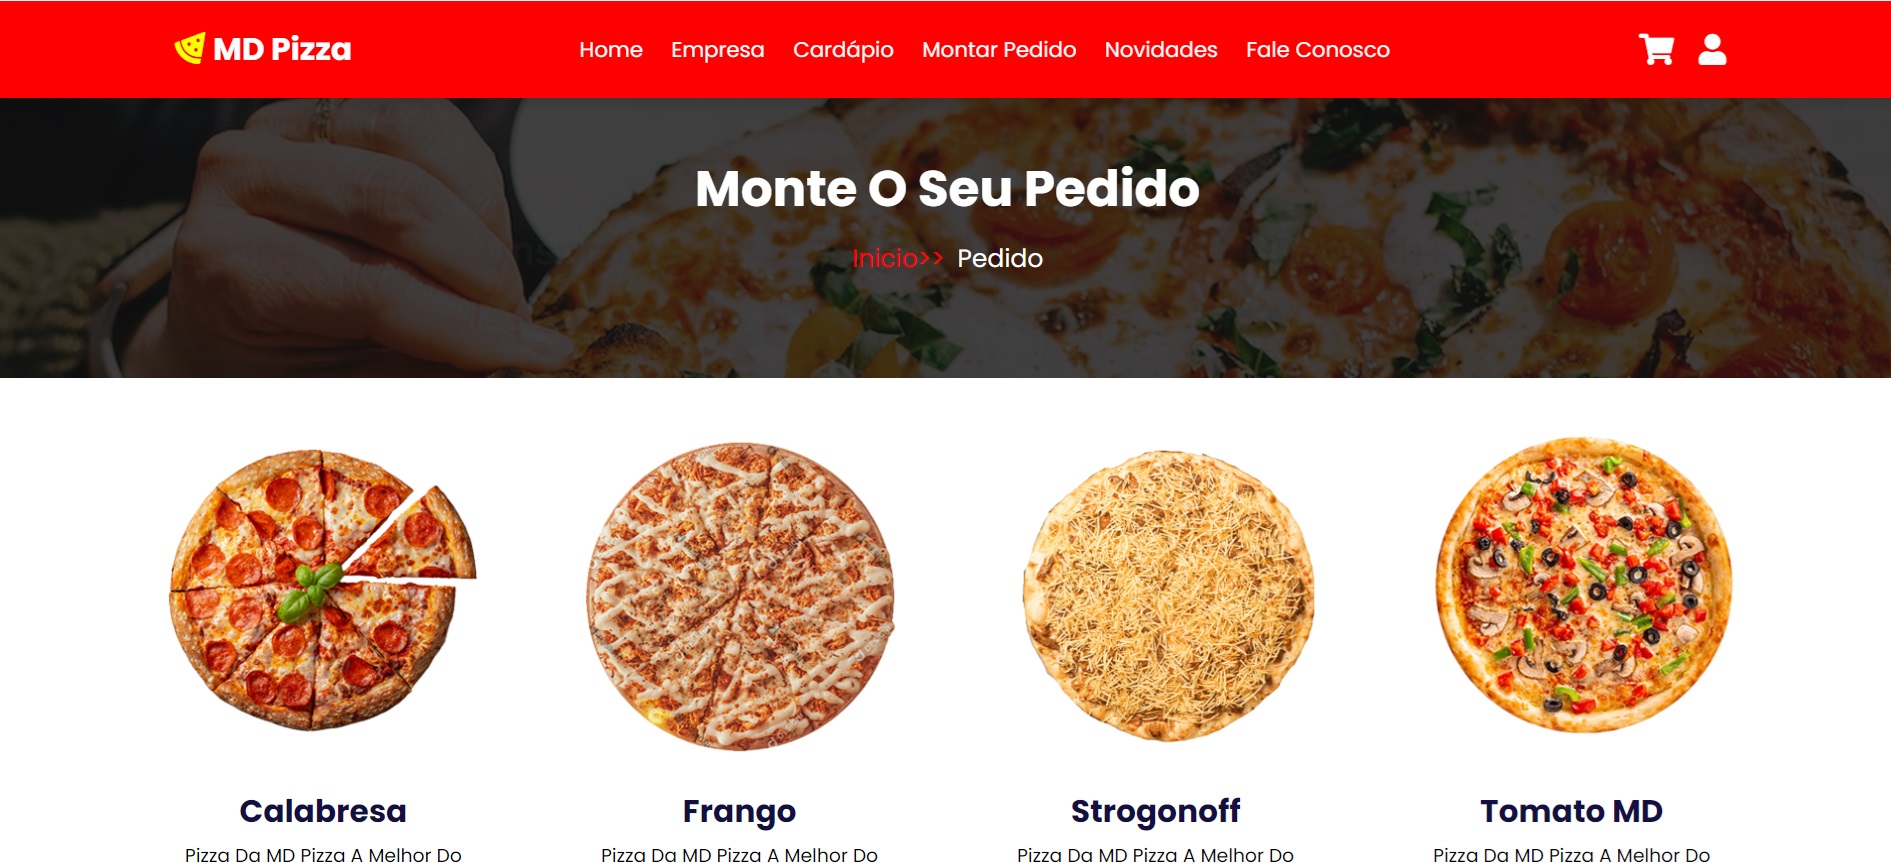 MD Pizza
Home Empresa Cardápio Montar Pedido Novidades Fale Conosco
Monte O Seu Pedido
Inicio>> Pedido
Calabresa
Pizza Da MD Pizza A Melhor Do
Frango
Pizza Da MD Pizza A Melhor Do
Strogonoff
Pizza Da MD Pizza A Melhor Do
Tomato MD
Pizza Da MD Pizza A Melhor Do